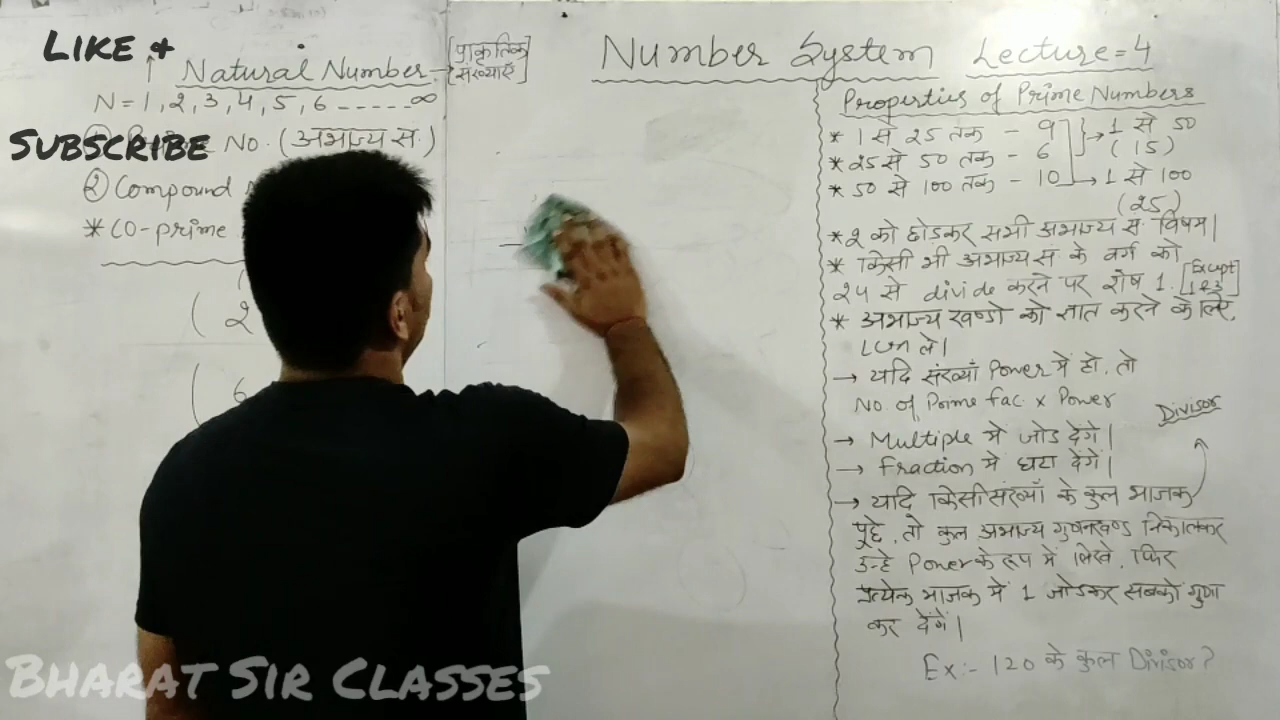 LIKE &
SUBSCRIBE
Natural Number → [प्राकृतिक संख्याएँ]
N = 1, 2, 3, 4, 5, 6 ----- ∞
No. (अभाज्य सं.)
② Compound
* CO-prime
( 2
( 6
Number System Lecture = 4
Properties of Prime Numbers
* 1 से 25 तक - 9
* 25 से 50 तक - 6
→ 1 से 50
(15)
* 50 से 100 तक - 10 → 1 से 100
(25)
* 2 को छोडकर सभी अभाज्य सं. विषम।
* किसी भी अभाज्य सं के वर्ग को
24 से divide करने पर शेष 1. [Except 1 2 3]
* अभाज्य खण्डो को ज्ञात करने के लिए,
LCM ले।
→ यदि संख्याँ Power में हो, तो
No. of Prime fac. x Power
→ Multiple में जोड देंगे।
→ Fraction में घटा देंगे।
Divisor
→ यदि किसी संख्याँ के कुल भाजक
पूछे, तो कुल अभाज्य गुणनखण्ड निकालकर
उन्हे Power के रूप में लिखे, फिर
प्रत्येक भाजक में 1 जोडकर सबको गुणा
कर देंगें।
Ex:- 120 के कुल Divisor?
BHARAT SIR CLASSES